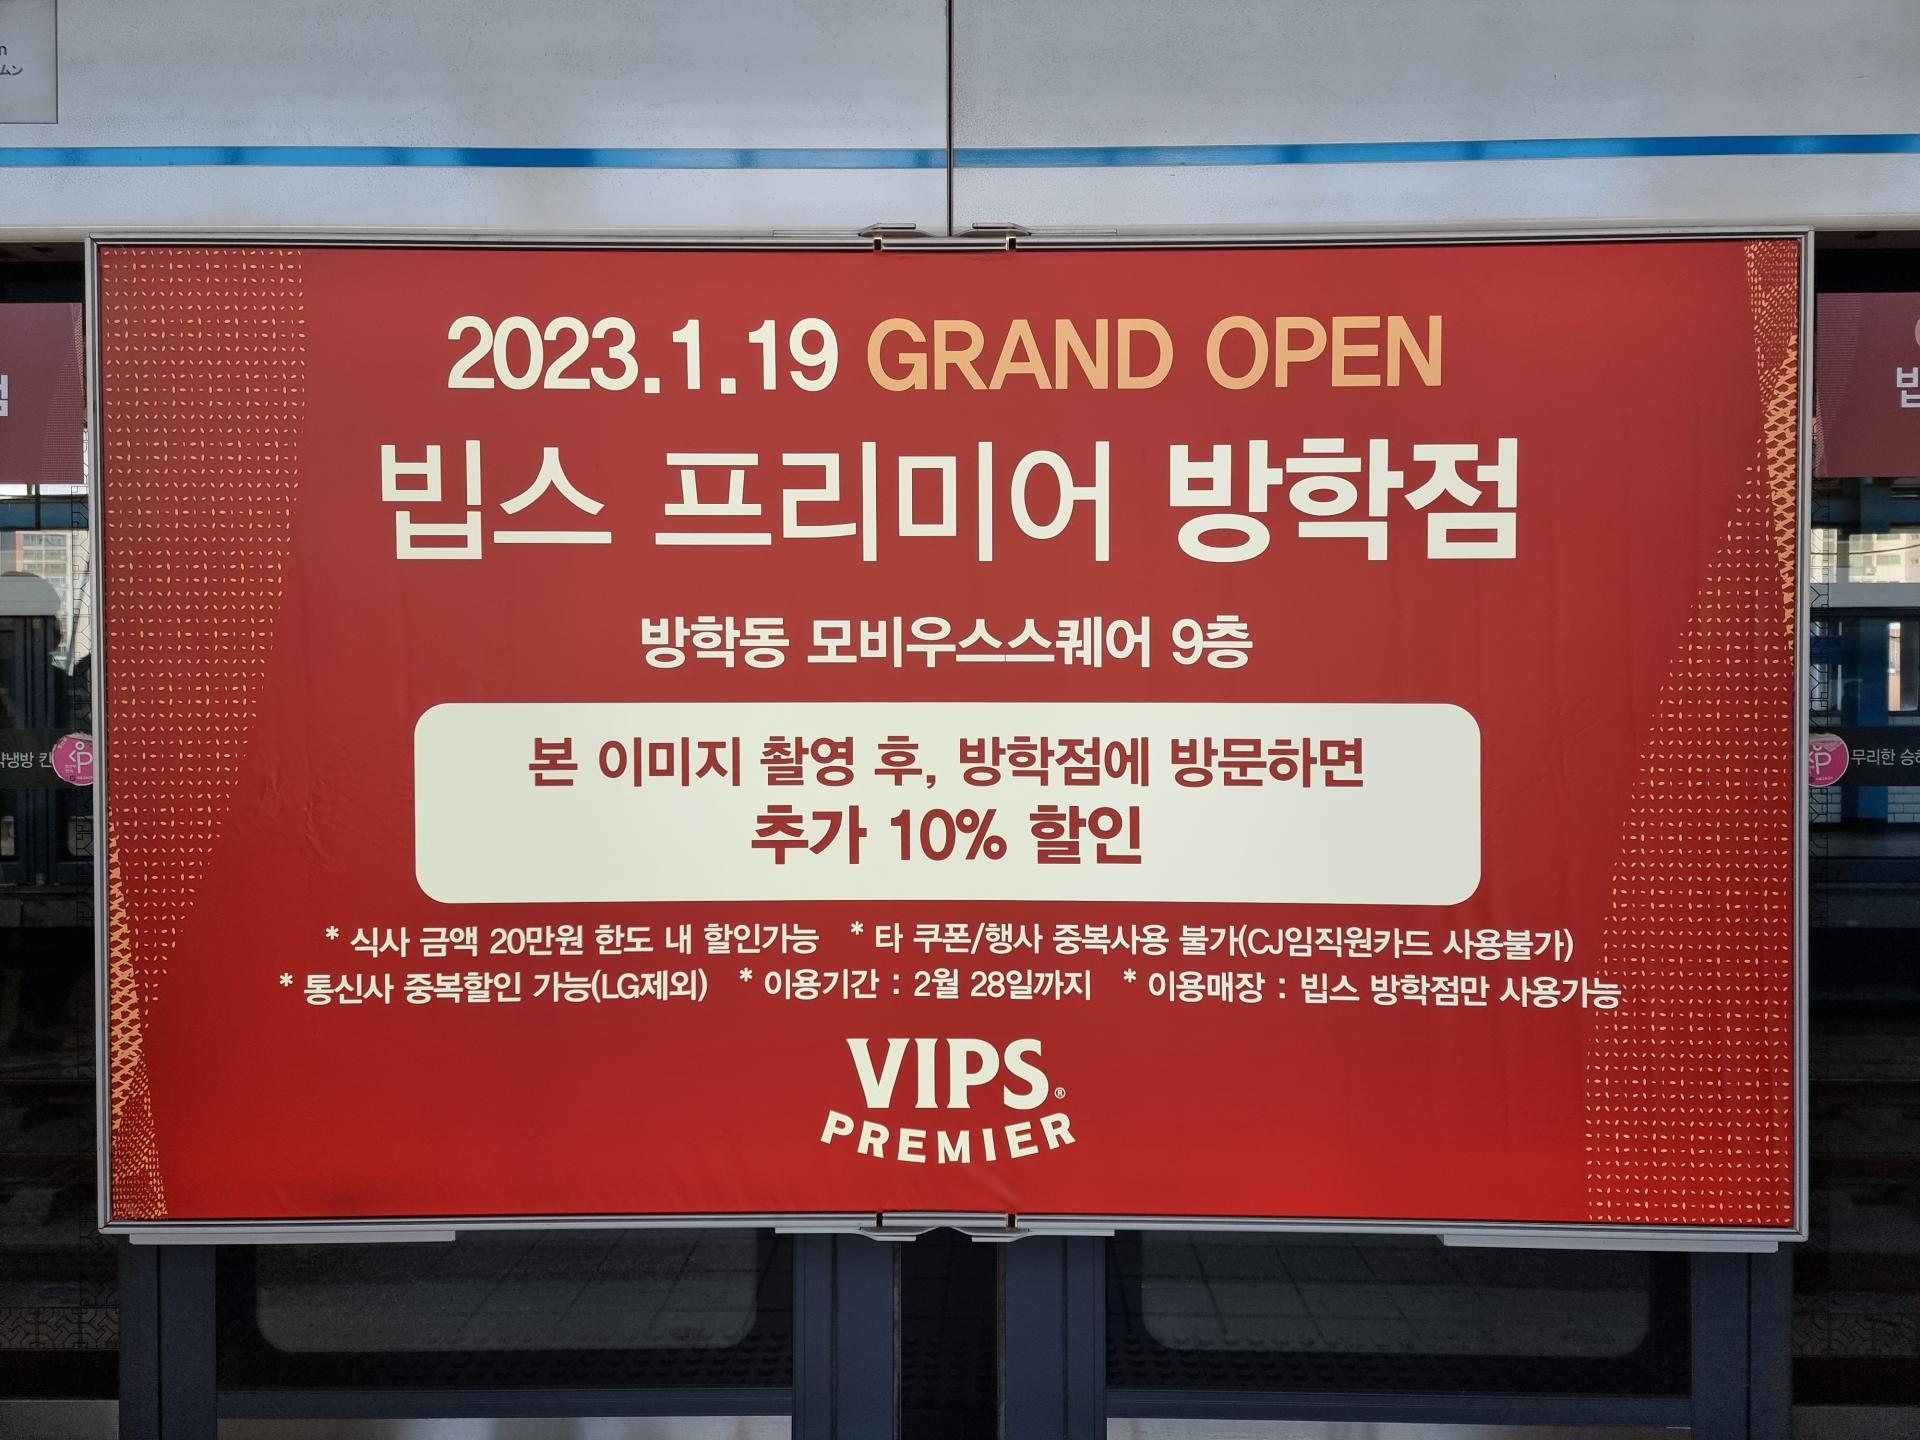 2023.1.19 GRAND OPEN
빕스 프리미어 방학점
방학동 모비우스스퀘어 9층
본 이미지 촬영 후, 방학점에 방문하면
추가 10% 할인
* 식사 금액 20만원 한도 내 할인가능 * 타 쿠폰/행사 중복사용 불가(CJ임직원카드 사용불가)
* 통신사 중복할인 가능(LG제외) * 이용기간 : 2월 28일까지 * 이용매장 : 빕스 방학점만 사용가능
VIPS®
PREMIER
냉방 칸
무리한